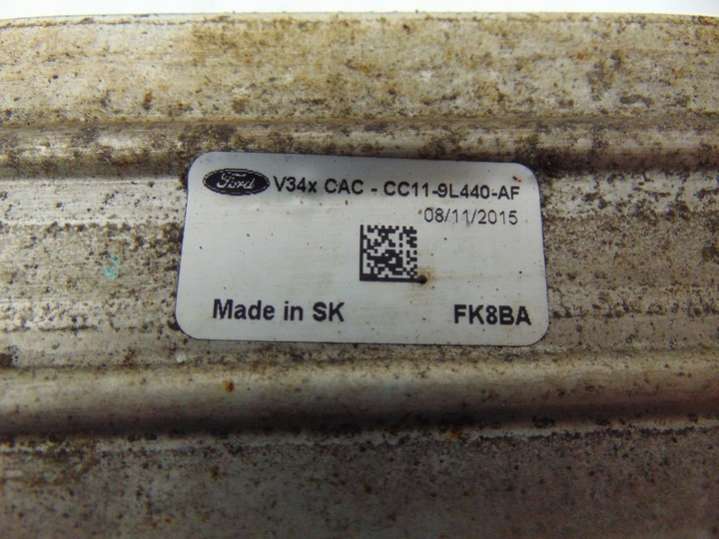 Ford V34x CAC - CC11-9L440-AF
08/11/2015
Made in SK FK8BA